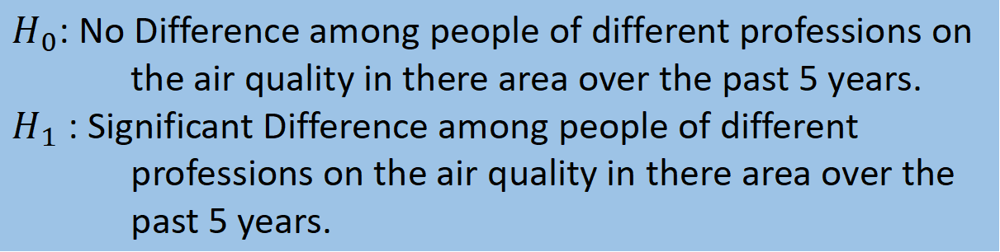 H₀: No Difference among people of different professions on
the air quality in there area over the past 5 years.
H₁ : Significant Difference among people of different
professions on the air quality in there area over the
past 5 years.